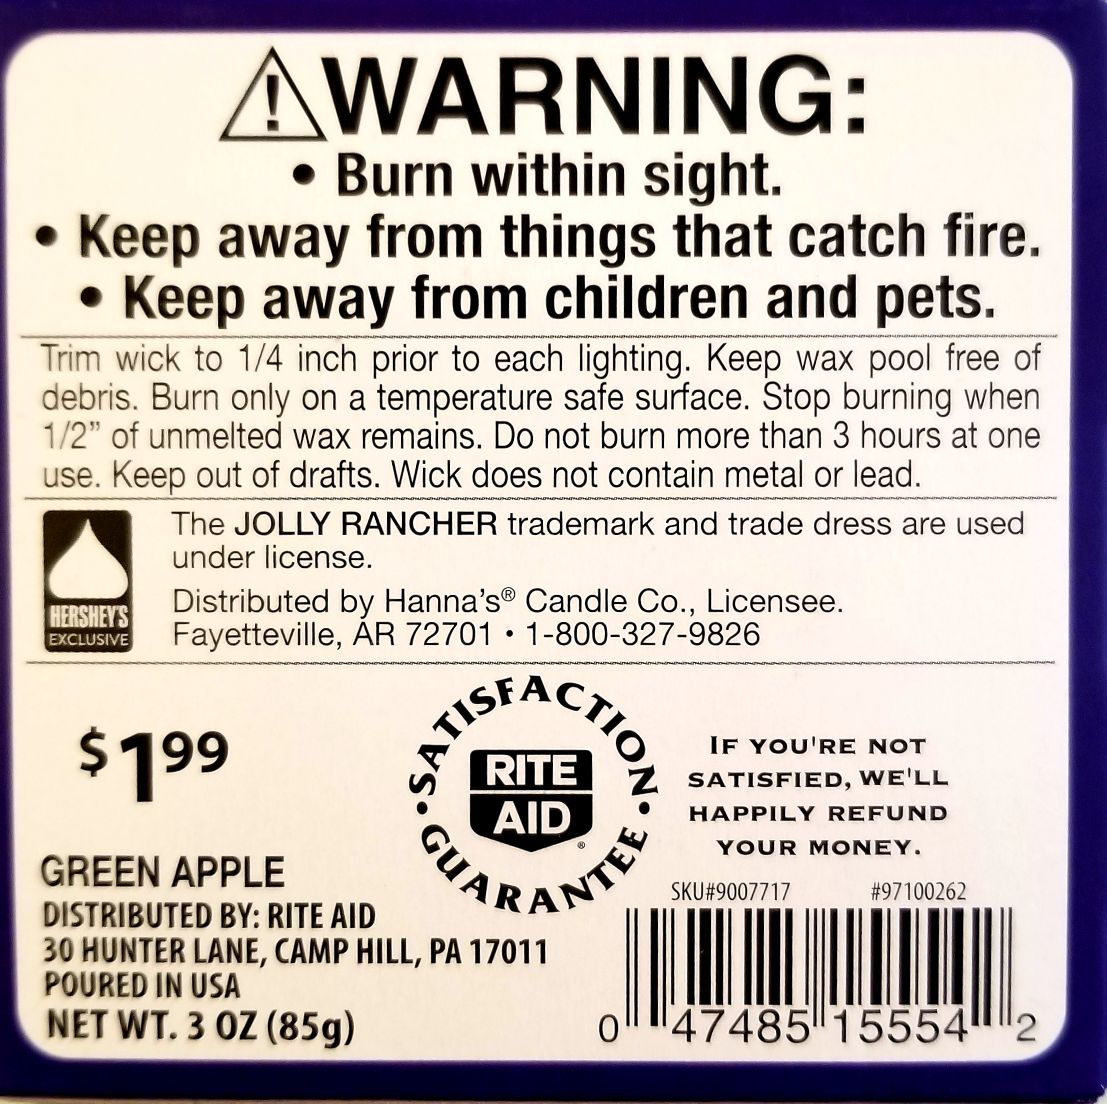 WARNING:
• Burn within sight.
• Keep away from things that catch fire.
• Keep away from children and pets.
Trim wick to 1/4 inch prior to each lighting. Keep wax pool free of
debris. Burn only on a temperature safe surface. Stop burning when
1/2” of unmelted wax remains. Do not burn more than 3 hours at one
use. Keep out of drafts. Wick does not contain metal or lead.
The JOLLY RANCHER trademark and trade dress are used
under license.
HERSHEY'S
EXCLUSIVE
Distributed by Hanna's® Candle Co., Licensee.
Fayetteville, AR 72701 • 1-800-327-9826
$199
• SATISFACTION •
RITE
AID®
GUARANTEE
IF YOU'RE NOT
SATISFIED, WE'LL
HAPPILY REFUND
YOUR MONEY.
GREEN APPLE
DISTRIBUTED BY: RITE AID
30 HUNTER LANE, CAMP HILL, PA 17011
POURED IN USA
NET WT. 3 OZ (85g)
SKU#9007717 #97100262
0 47485 15554 2